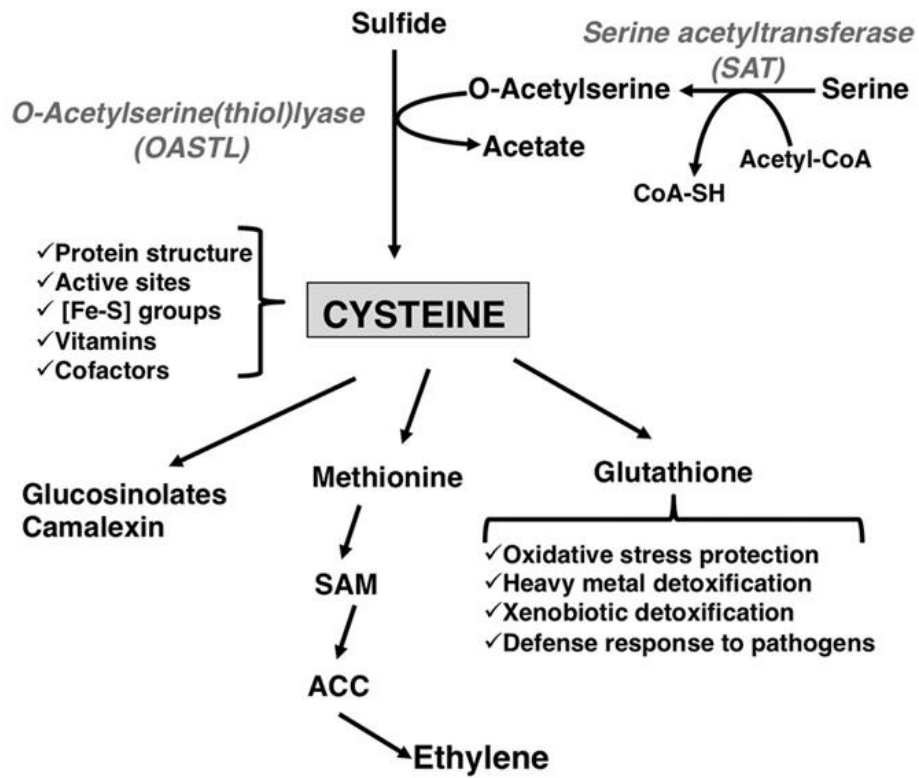 Sulfide
Serine acetyltransferase
(SAT)
O-Acetylserine
Serine
O-Acetylserine(thiol)lyase
(OASTL)
Acetate
Acetyl-CoA
CoA-SH
✓Protein structure
✓Active sites
✓ [Fe-S] groups
✓Vitamins
✓Cofactors
CYSTEINE
Glucosinolates
Camalexin
Methionine
Glutathione
✓Oxidative stress protection
✓Heavy metal detoxification
✓Xenobiotic detoxification
✓Defense response to pathogens
SAM
ACC
Ethylene